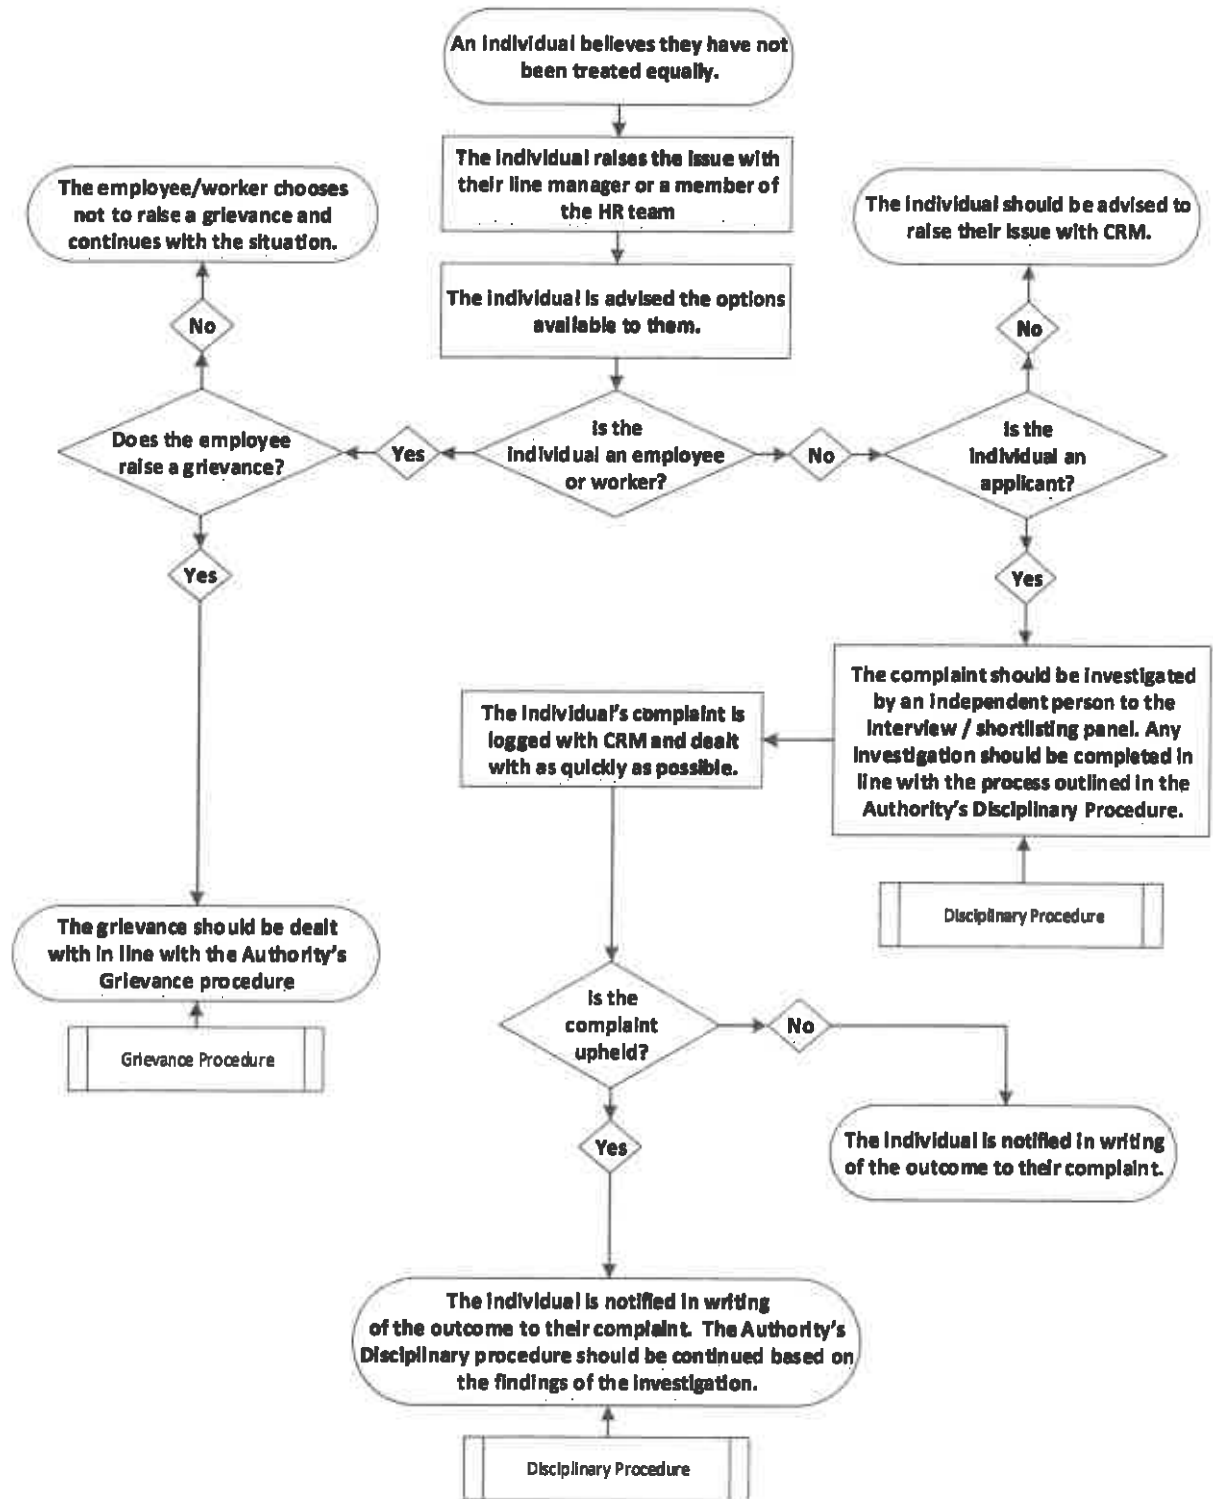 An individual believes they have not
been treated equally.
The individual raises the issue with
their line manager or a member of
the HR team
The employee/worker chooses
not to raise a grievance and
continues with the situation.
The individual should be advised to
raise their issue with CRM.
The individual is advised the options
available to them.
No
No
Does the employee
raise a grievance?
Yes
Is the
individual an employee
or worker?
No
Is the
individual an
applicant?
Yes
Yes
The complaint should be investigated
by an independent person to the
interview / shortlisting panel. Any
investigation should be completed in
line with the process outlined in the
Authority's Disciplinary Procedure.
The individual's complaint is
logged with CRM and dealt
with as quickly as possible.
Disciplinary Procedure
The grievance should be dealt
with in line with the Authority's
Grievance procedure
Grievance Procedure
Is the
complaint
upheld?
No
Yes
The individual is notified in writing
of the outcome to their complaint.
The individual is notified in writing
of the outcome to their complaint. The Authority's
Disciplinary procedure should be continued based on
the findings of the investigation.
Disciplinary Procedure